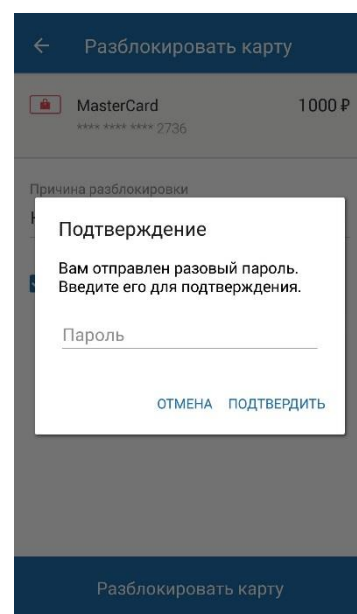 Разблокировать карту
MasterCard 1000 ₽
**** **** **** 2736
Причина разблокировки
Подтверждение
Вам отправлен разовый пароль.
Введите его для подтверждения.
Пароль
ОТМЕНА ПОДТВЕРДИТЬ
Разблокировать карту